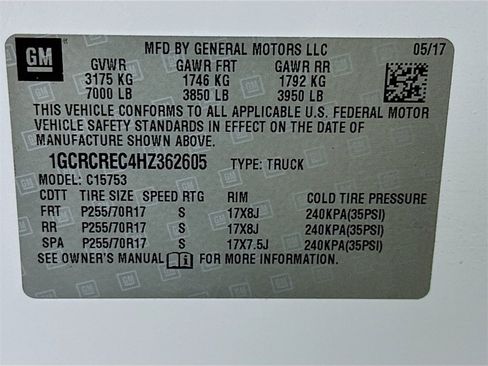 GM MFD BY GENERAL MOTORS LLC 05/17
GVWR GAWR FRT GAWR RR
3175 KG 1746 KG 1792 KG
7000 LB 3850 LB 3950 LB
THIS VEHICLE CONFORMS TO ALL APPLICABLE U.S. FEDERAL MOTOR
VEHICLE SAFETY STANDARDS IN EFFECT ON THE DATE OF
MANUFACTURE SHOWN ABOVE.
1GCRCREC4HZ362605 TYPE: TRUCK
MODEL: C15753
CDTT TIRE SIZE SPEED RTG RIM COLD TIRE PRESSURE
FRT P255/70R17 S 17X8J 240KPA(35PSI)
RR P255/70R17 S 17X8J 240KPA(35PSI)
SPA P255/70R17 S 17X7.5J 240KPA(35PSI)
SEE OWNER'S MANUAL FOR MORE INFORMATION.